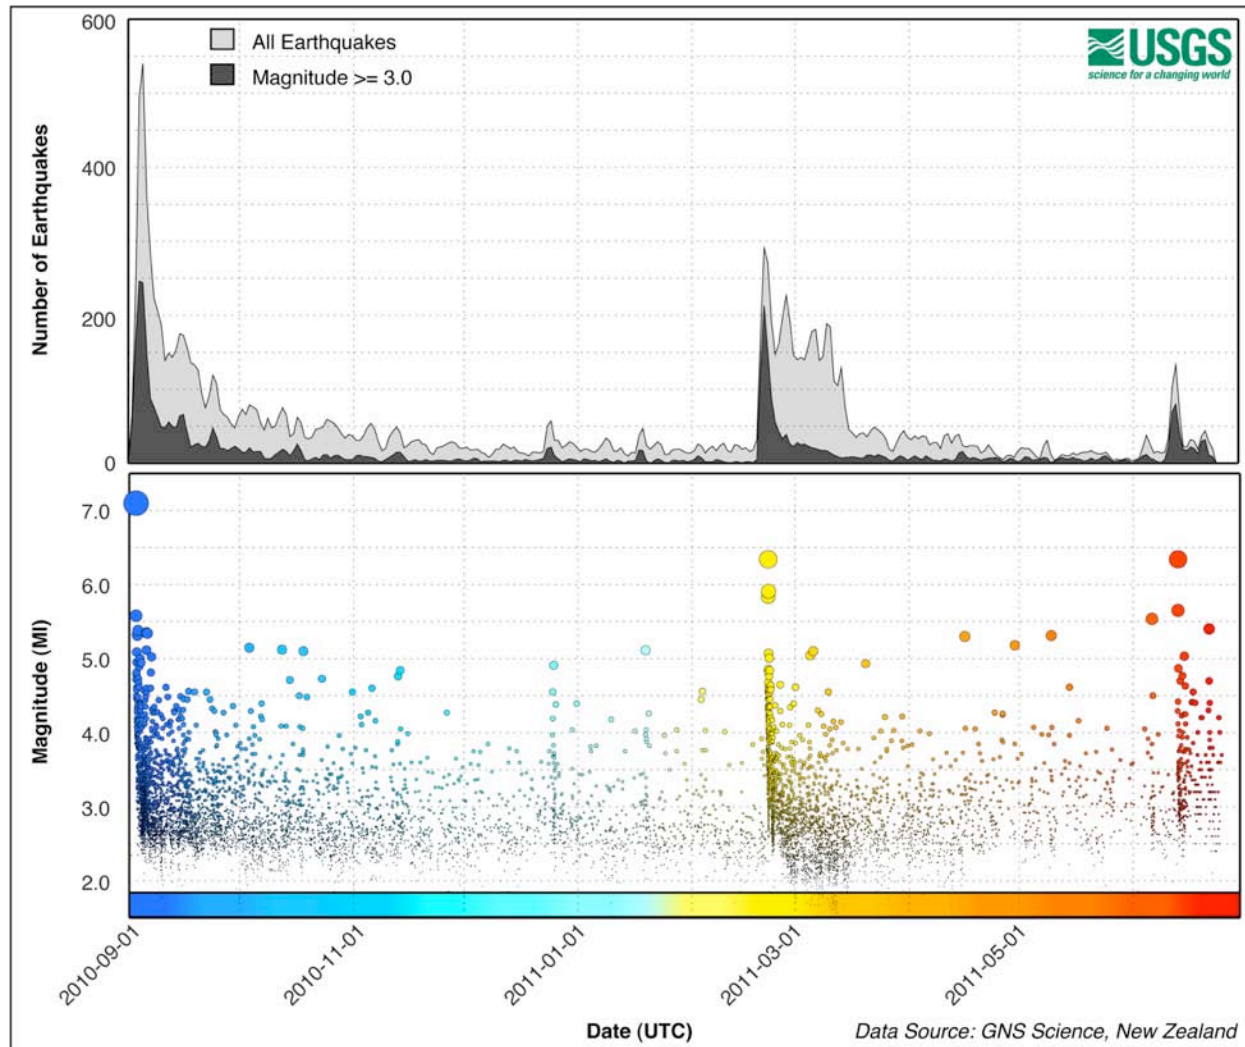 600
All Earthquakes
Magnitude >= 3.0
USGS
science for a changing world
400
200
0
Number of Earthquakes
7.0
6.0
5.0
4.0
3.0
2.0
Magnitude (Ml)
2010-09-01
2010-11-01
2011-01-01
2011-03-01
2011-05-01
Date (UTC)
Data Source: GNS Science, New Zealand